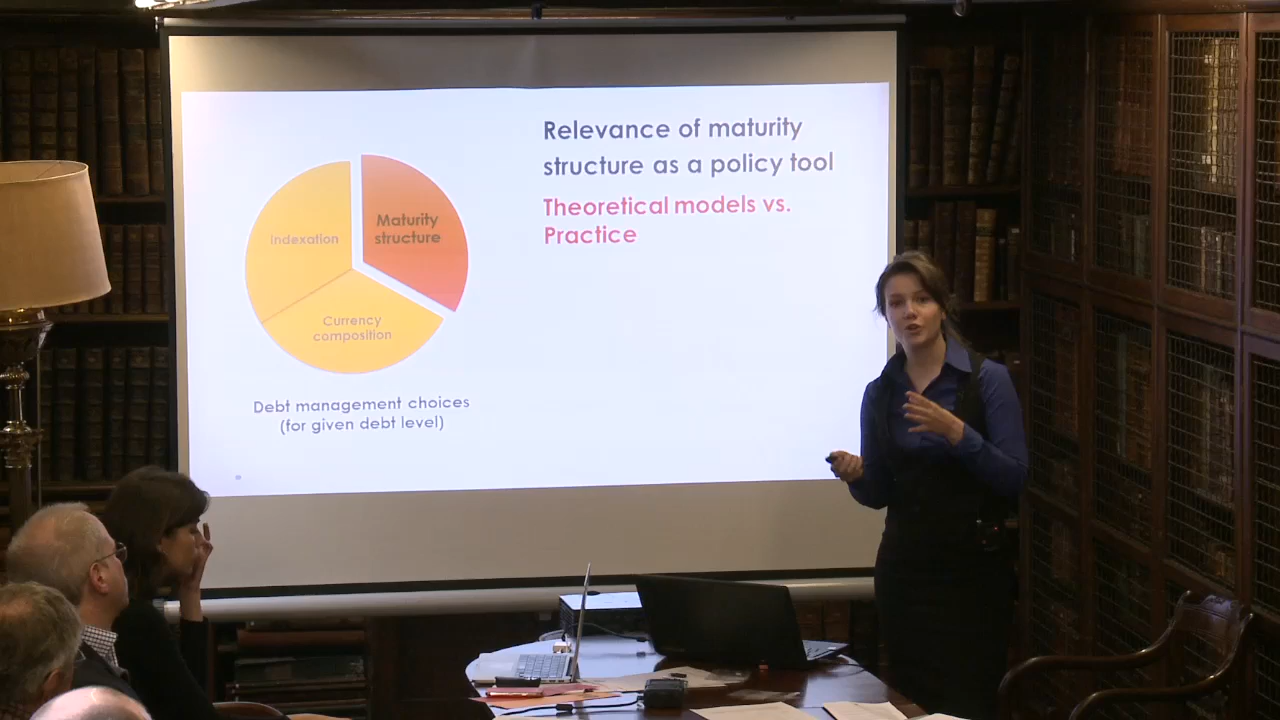 Relevance of maturity
structure as a policy tool
Theoretical models vs.
Practice
Maturity
structure
Indexation
Currency
composition
Debt management choices
(for given debt level)